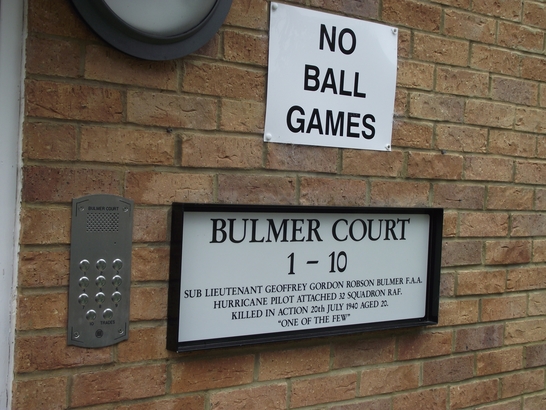 NO
BALL
GAMES
BULMER COURT
BULMER COURT
1 - 10
SUB LIEUTENANT GEOFFREY GORDON ROBSON BULMER F.A.A.
HURRICANE PILOT ATTACHED 32 SQUADRON RAF.
KILLED IN ACTION 20th JULY 1940 AGED 20.
"ONE OF THE FEW"